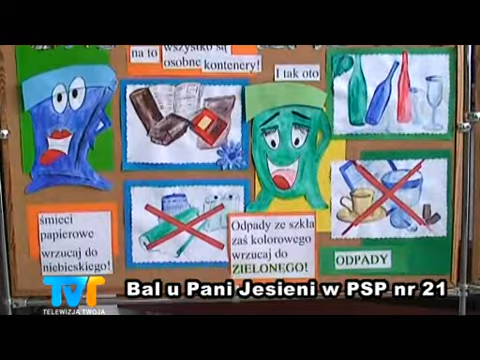 na to
wszystko są
osobne kontenery!
I tak oto
śmieci
papierowe
wrzucaj do
niebieskiego!
Odpady ze szkła
zaś kolorowego
wrzucaj do
ZIELONEGO!
ODPADY
TVT
TELEWIZJA TWOJA
Bal u Pani Jesieni w PSP nr 21